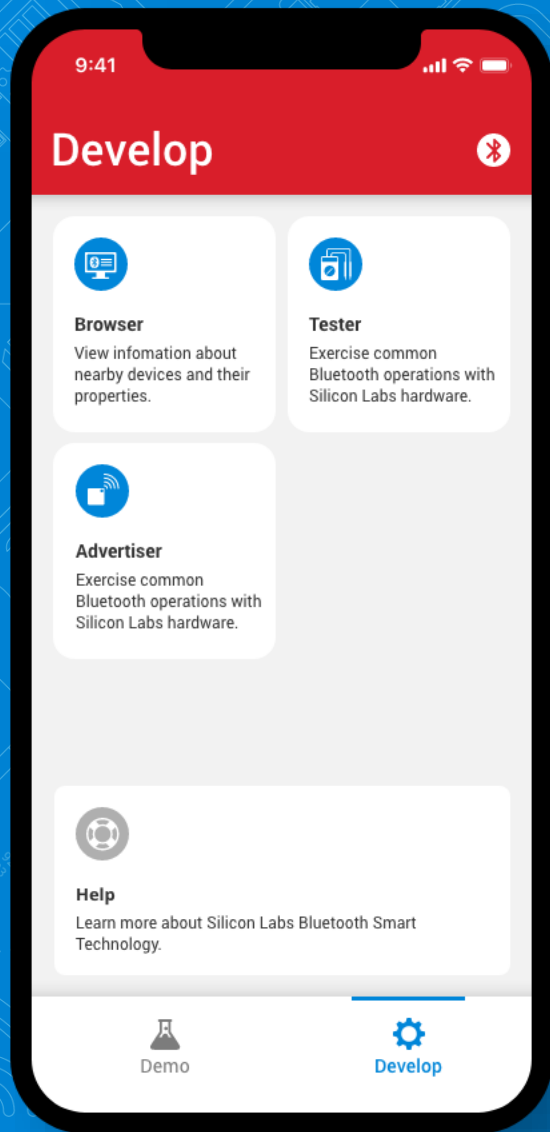 9:41
Develop
Browser
View infomation about
nearby devices and their
properties.
Tester
Exercise common
Bluetooth operations with
Silicon Labs hardware.
Advertiser
Exercise common
Bluetooth operations with
Silicon Labs hardware.
Help
Learn more about Silicon Labs Bluetooth Smart
Technology.
Demo
Develop